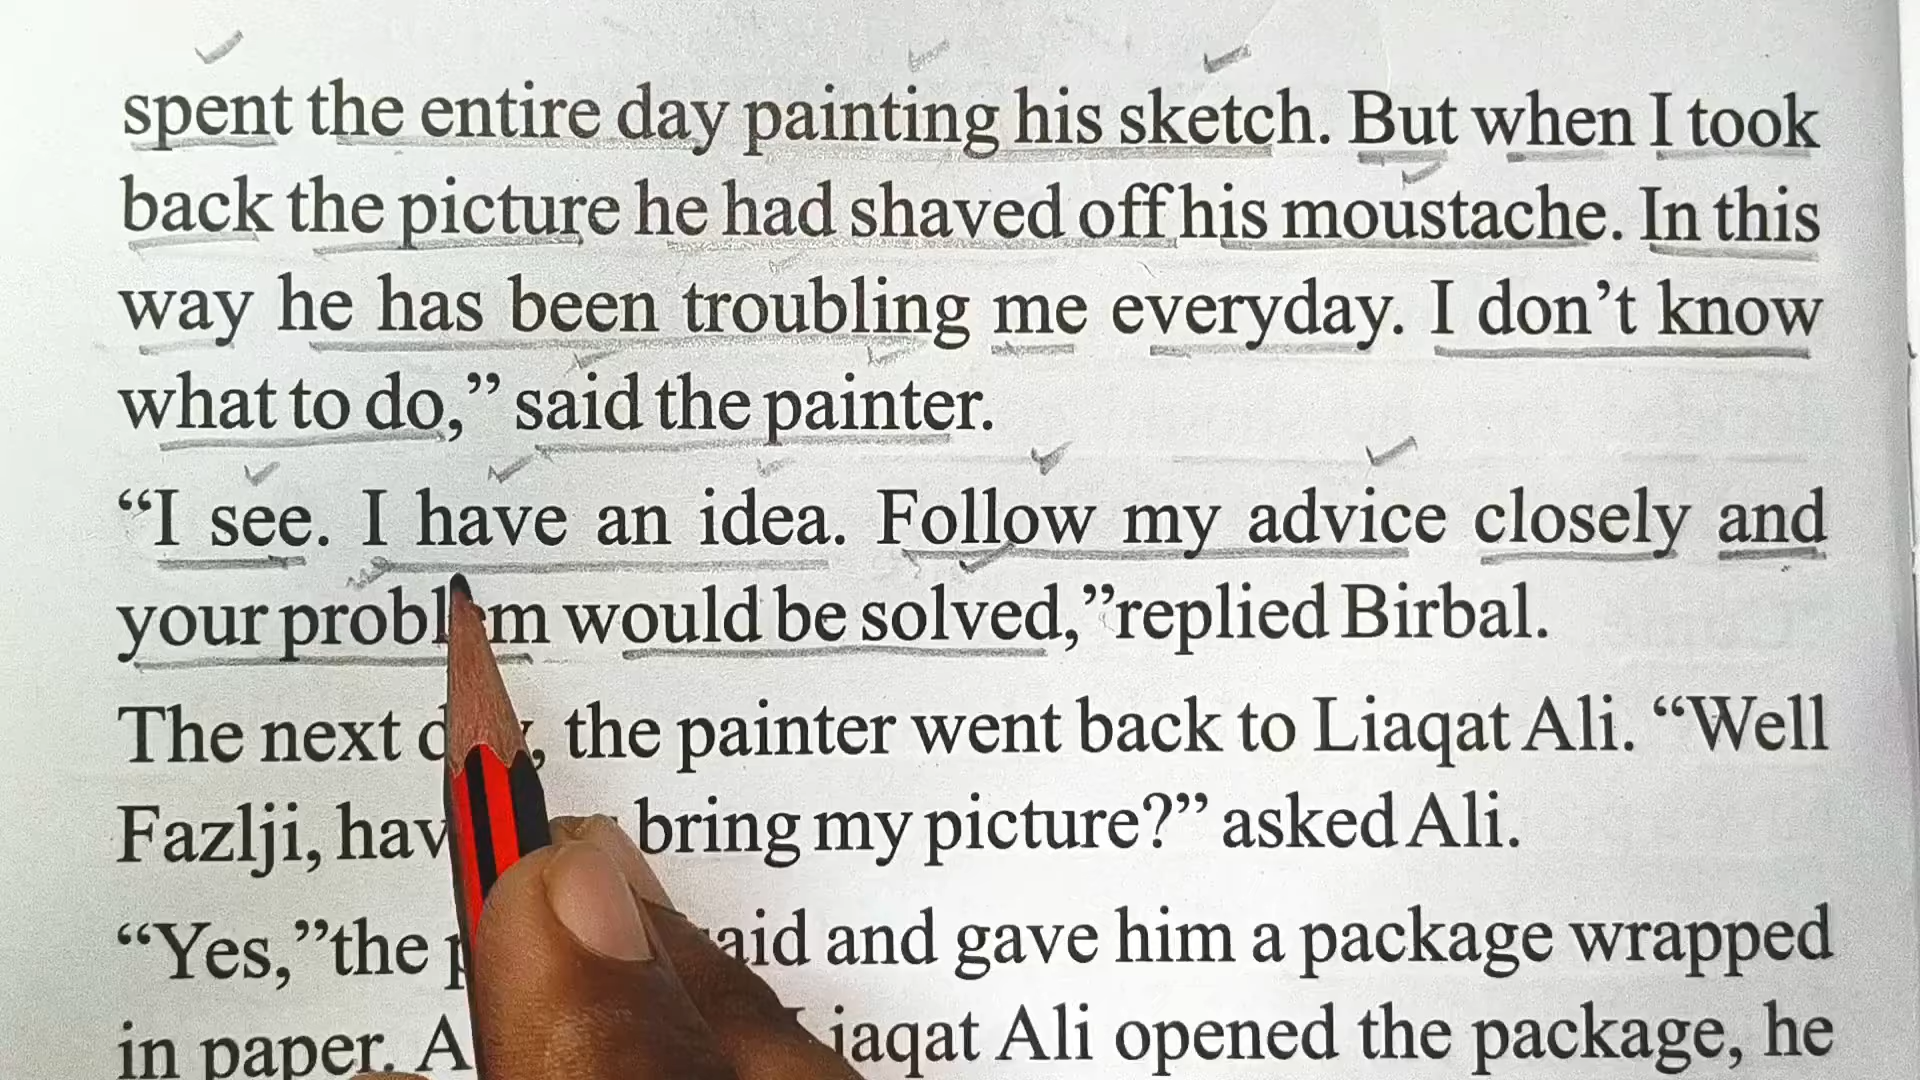 spent the entire day painting his sketch. But when I took
back the picture he had shaved off his moustache. In this
way he has been troubling me everyday. I don’t know
what to do,” said the painter.
“I see. I have an idea. Follow my advice closely and
your problem would be solved,”replied Birbal.
The next the painter went back to Liaqat Ali. “Well
Fazlji, bring my picture?” asked Ali.
“Yes,”the and gave him a package wrapped
in paper. Ali opened the package, he